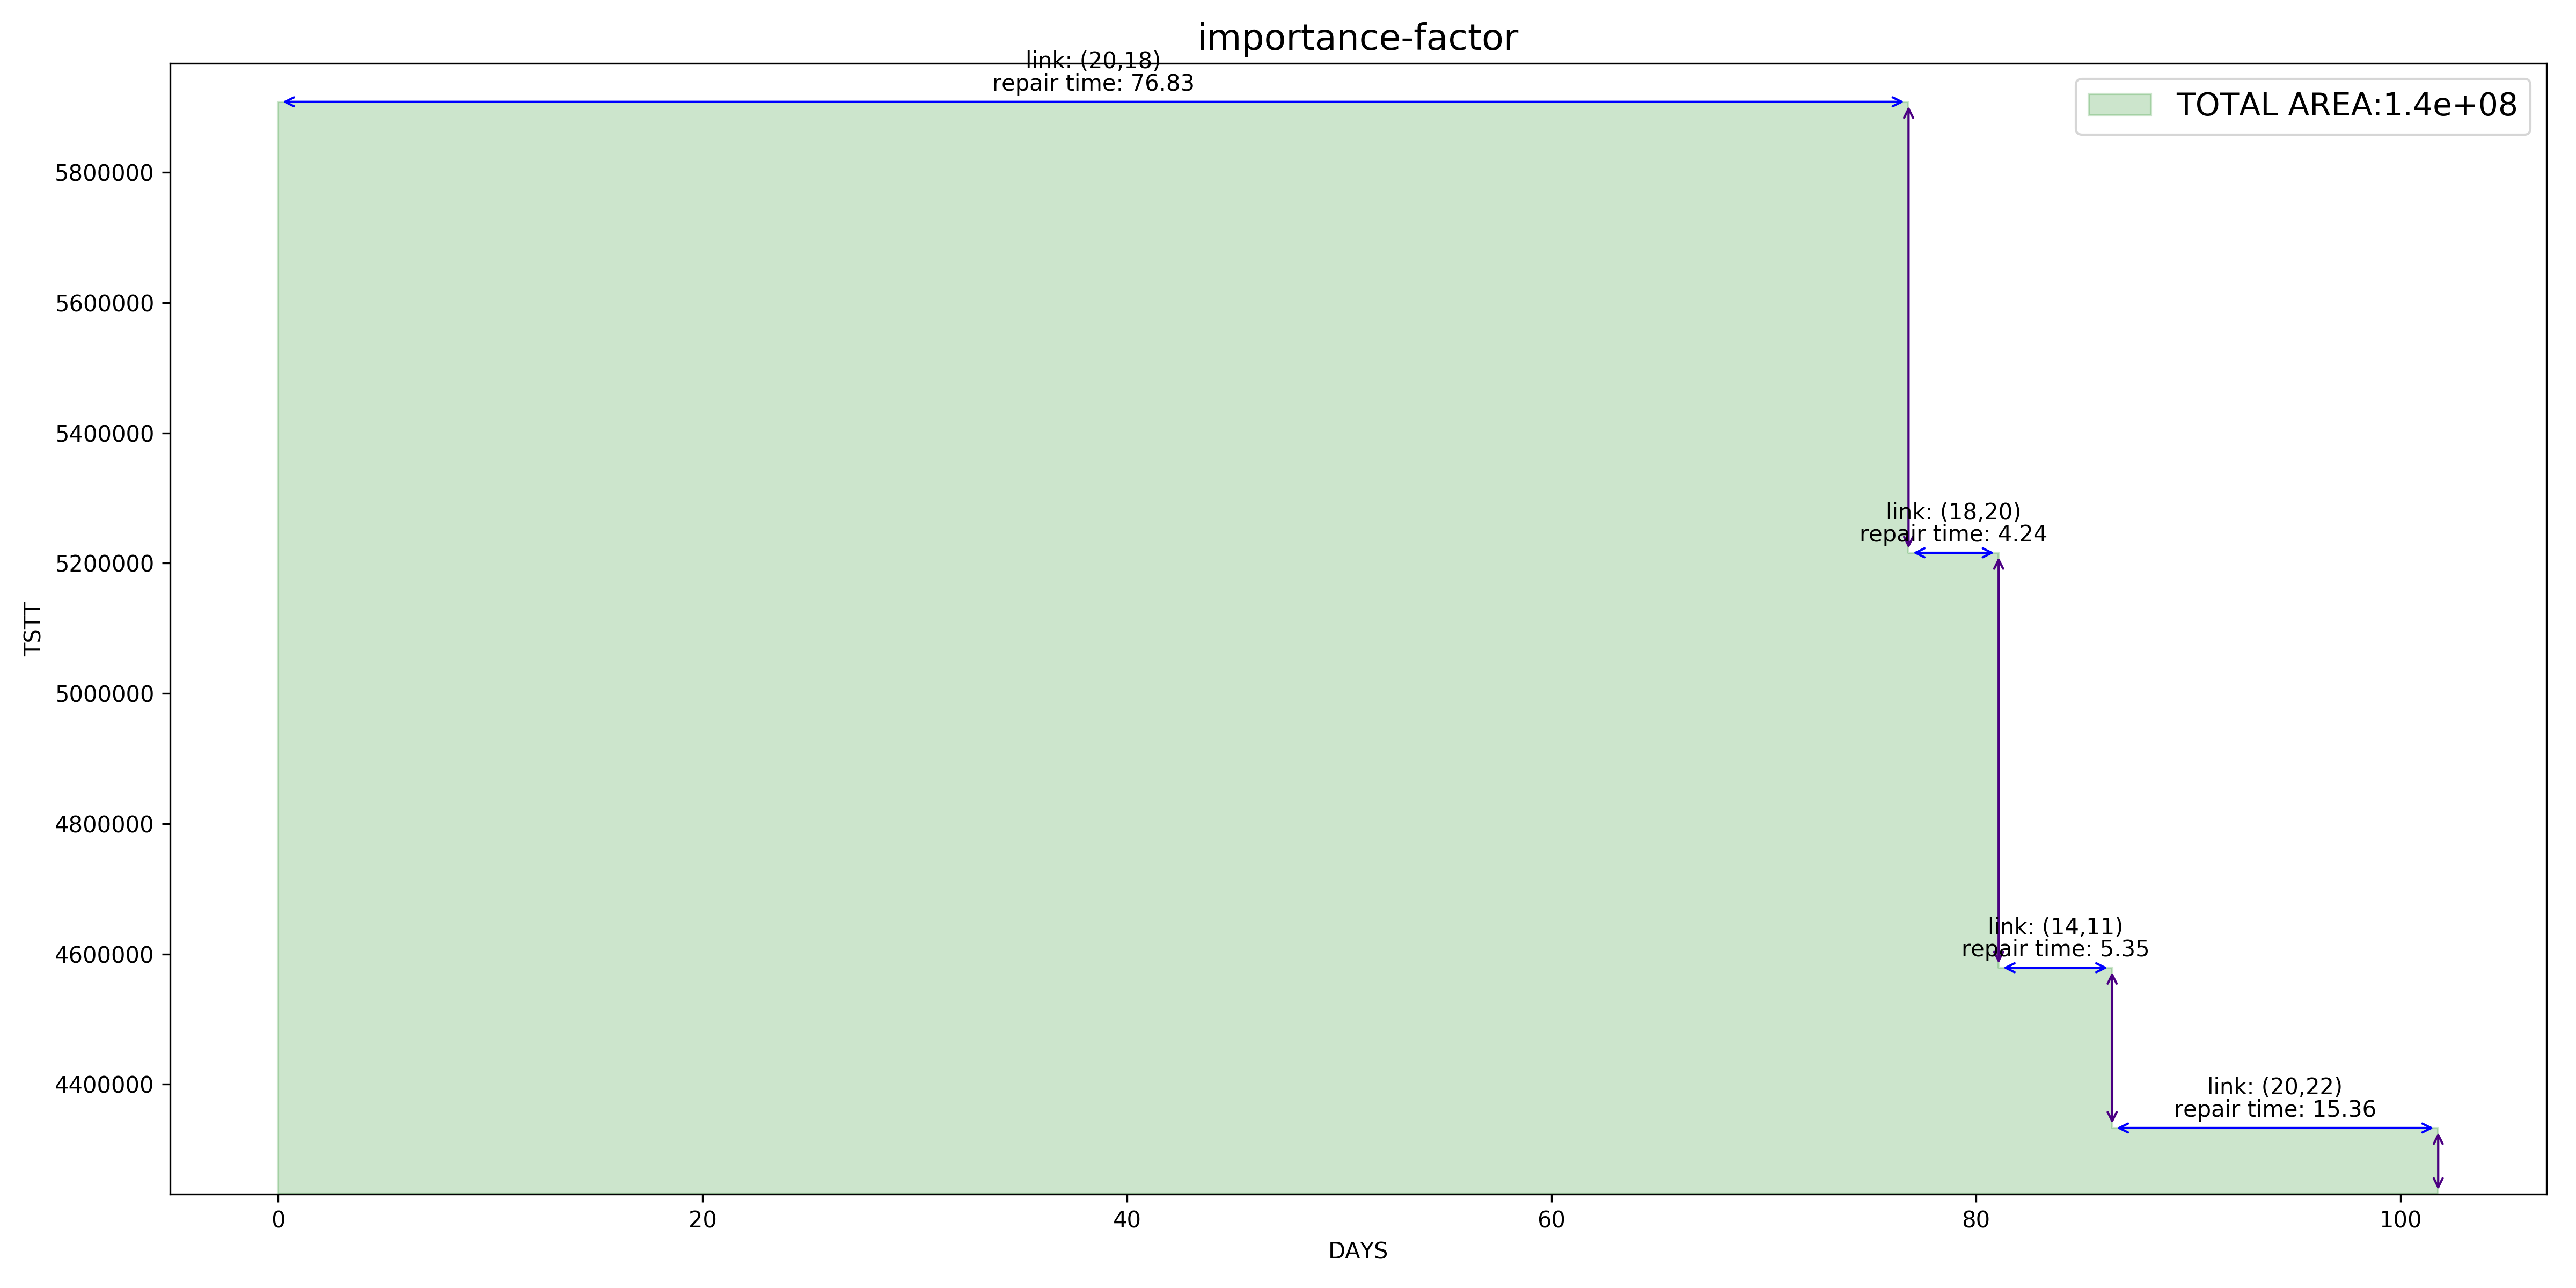 importance-factor
link: (20,18)
repair time: 76.83
TOTAL AREA:1.4e+08
5800000
5600000
5400000
link: (18,20)
repair time: 4.24
5200000
TSTT
5000000
4800000
link: (14,11)
repair time: 5.35
4600000
4400000
link: (20,22)
repair time: 15.36
0
20
40
60
80
100
DAYS